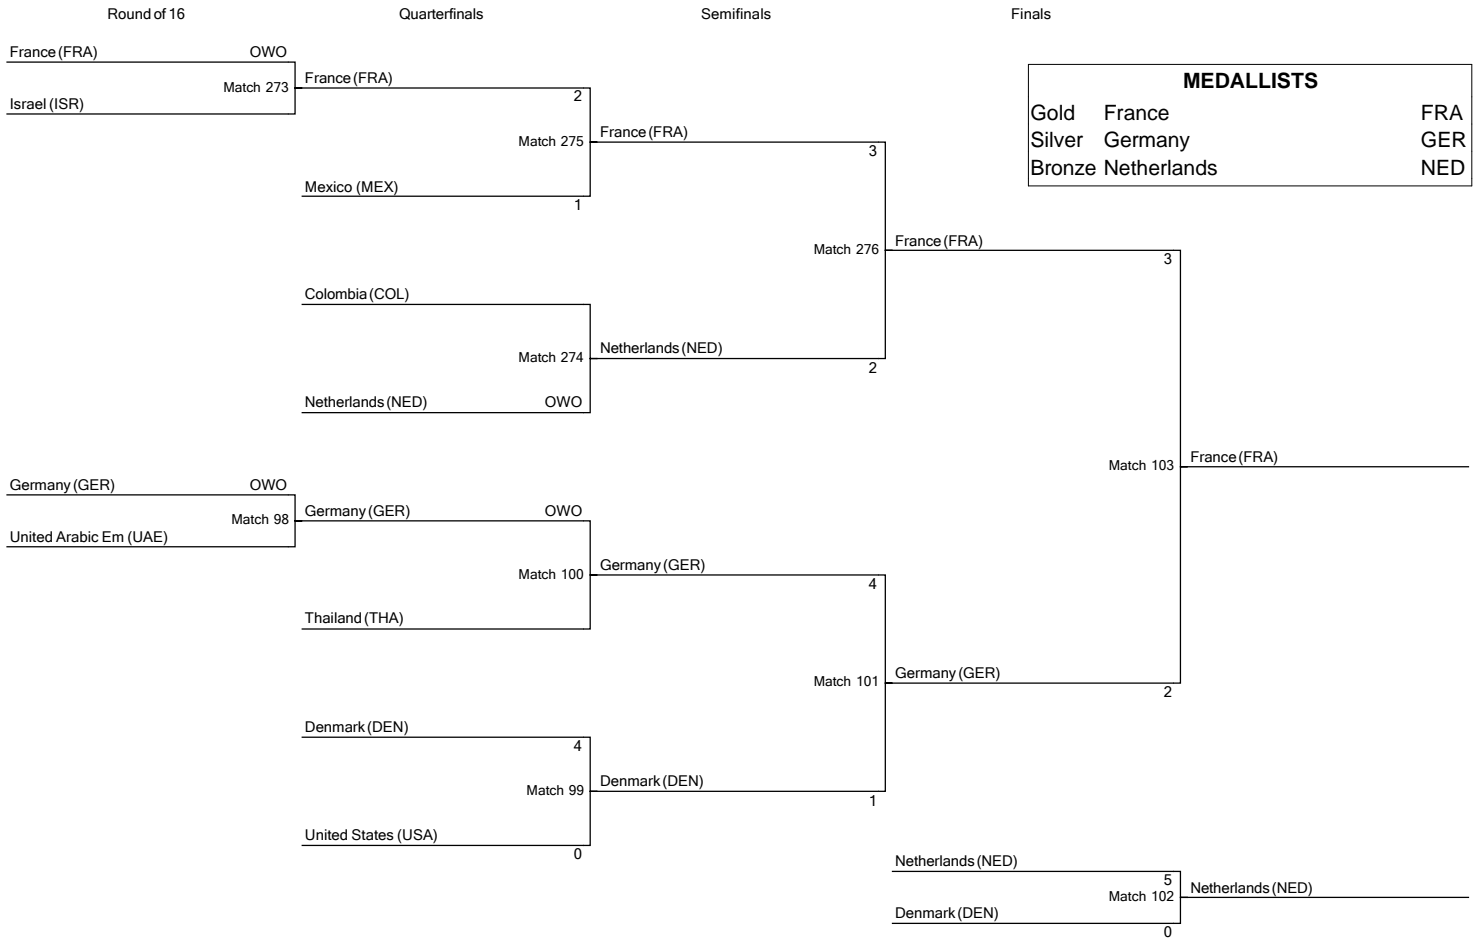 Round of 16 Quarterfinals Semifinals Finals
France (FRA) OWO
Match 273
Israel (ISR)
France (FRA)
2
Match 275
Mexico (MEX)
1
France (FRA)
3
Match 276
Colombia (COL)
Match 274
Netherlands (NED) OWO
Netherlands (NED)
2
France (FRA)
3
Match 103
France (FRA)
Germany (GER) OWO
Match 98
United Arabic Em (UAE)
Germany (GER) OWO
Match 100
Thailand (THA)
Germany (GER)
4
Match 101
Germany (GER)
2
Denmark (DEN)
4
Match 99
United States (USA)
0
Denmark (DEN)
1
Netherlands (NED)
5
Match 102
Denmark (DEN)
0
Netherlands (NED)
MEDALLISTS
Gold France FRA
Silver Germany GER
Bronze Netherlands NED